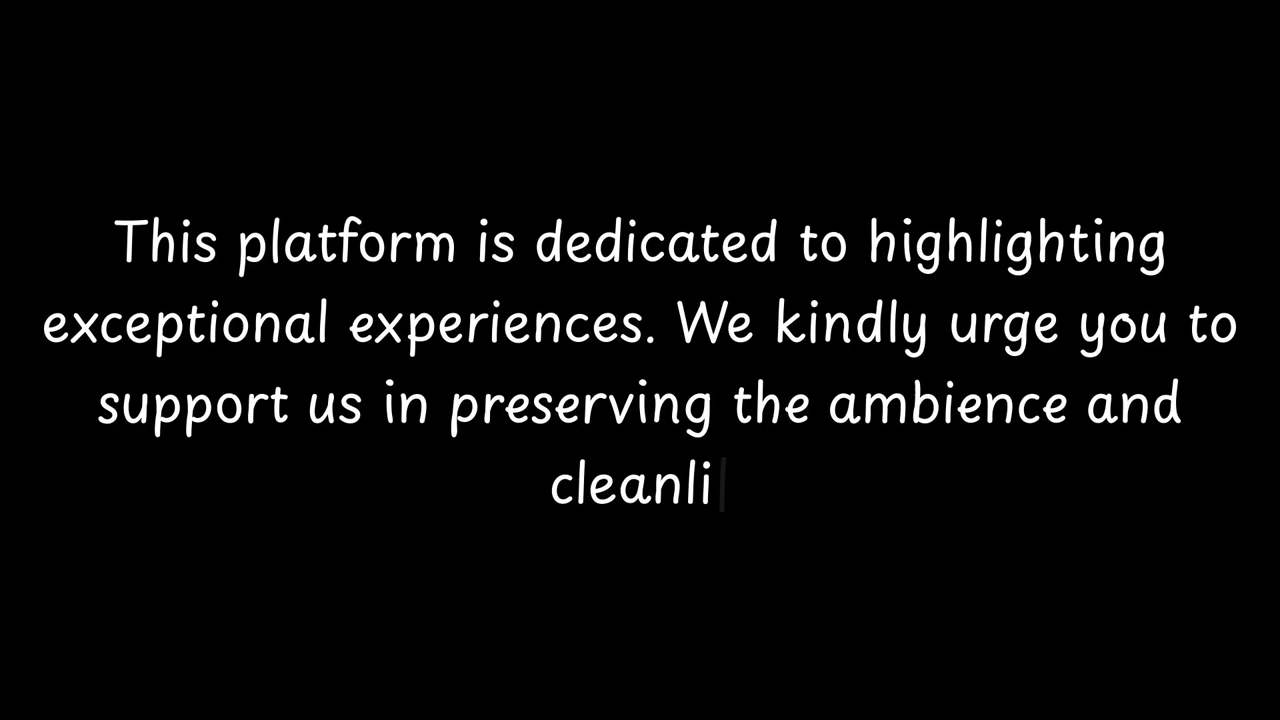 This platform is dedicated to highlighting
exceptional experiences. We kindly urge you to
support us in preserving the ambience and
cleanli